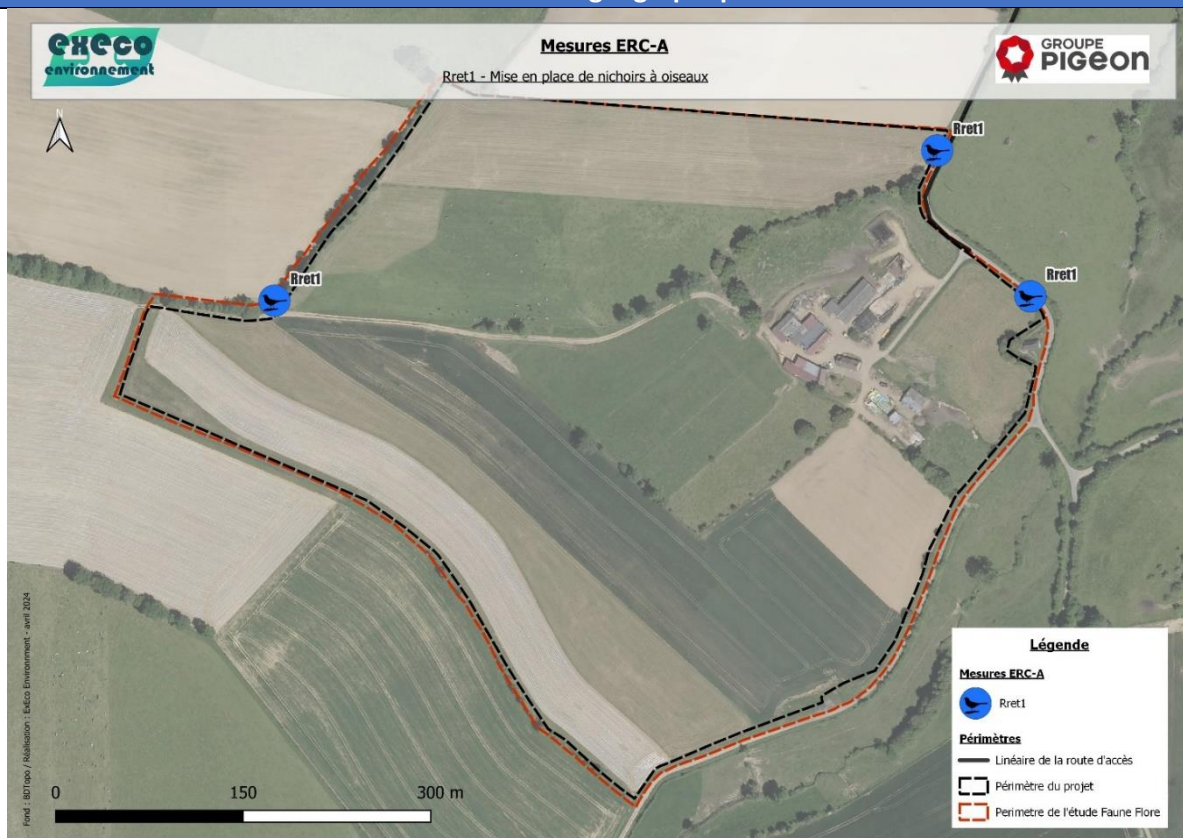 execo
environnement
Mesures ERC-A
Rret1 - Mise en place de nichoirs à oiseaux
GROUPE
PIGEON
N
Rret1
Rret1
Rret1
Légende
Mesures ERC-A
Rret1
Périmètres
Linéaire de la route d'accès
Périmètre du projet
Perimetre de l'étude Faune Flore
0 150 300 m
Fond : BDTopo / Réalisation : ExEco Environnment - avril 2024